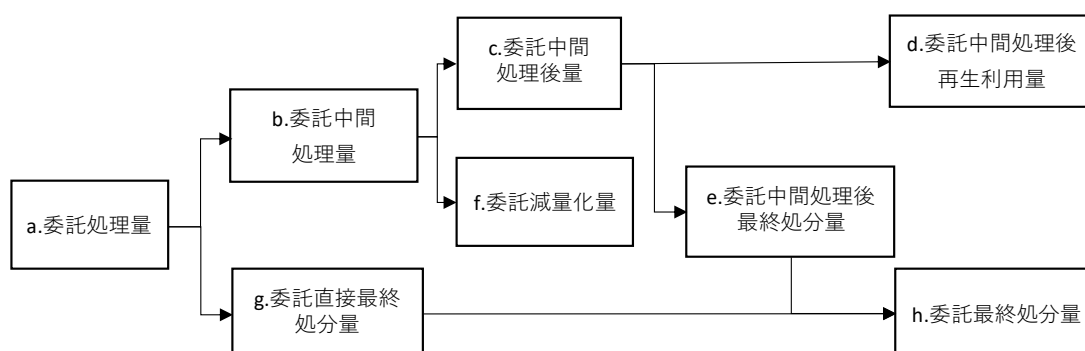 c.委託中間
処理後量
d.委託中間処理後
再生利用量
b.委託中間
処理量
f.委託減量化量
e.委託中間処理後
最終処分量
a.委託処理量
g.委託直接最終
処分量
h.委託最終処分量